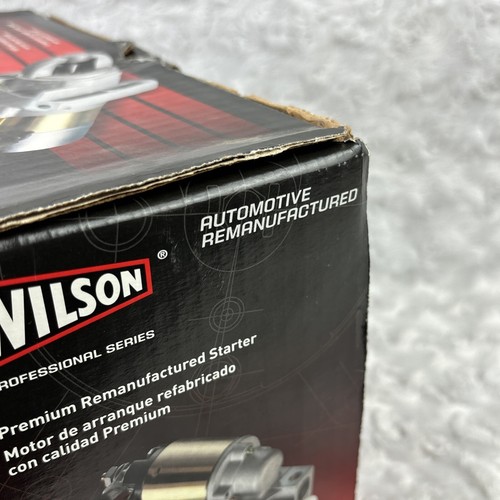 AUTOMOTIVE
REMANUFACTURED
WILSON®
PROFESSIONAL SERIES
Premium Remanufactured Starter
Motor de arranque refabricado
con calidad Premium